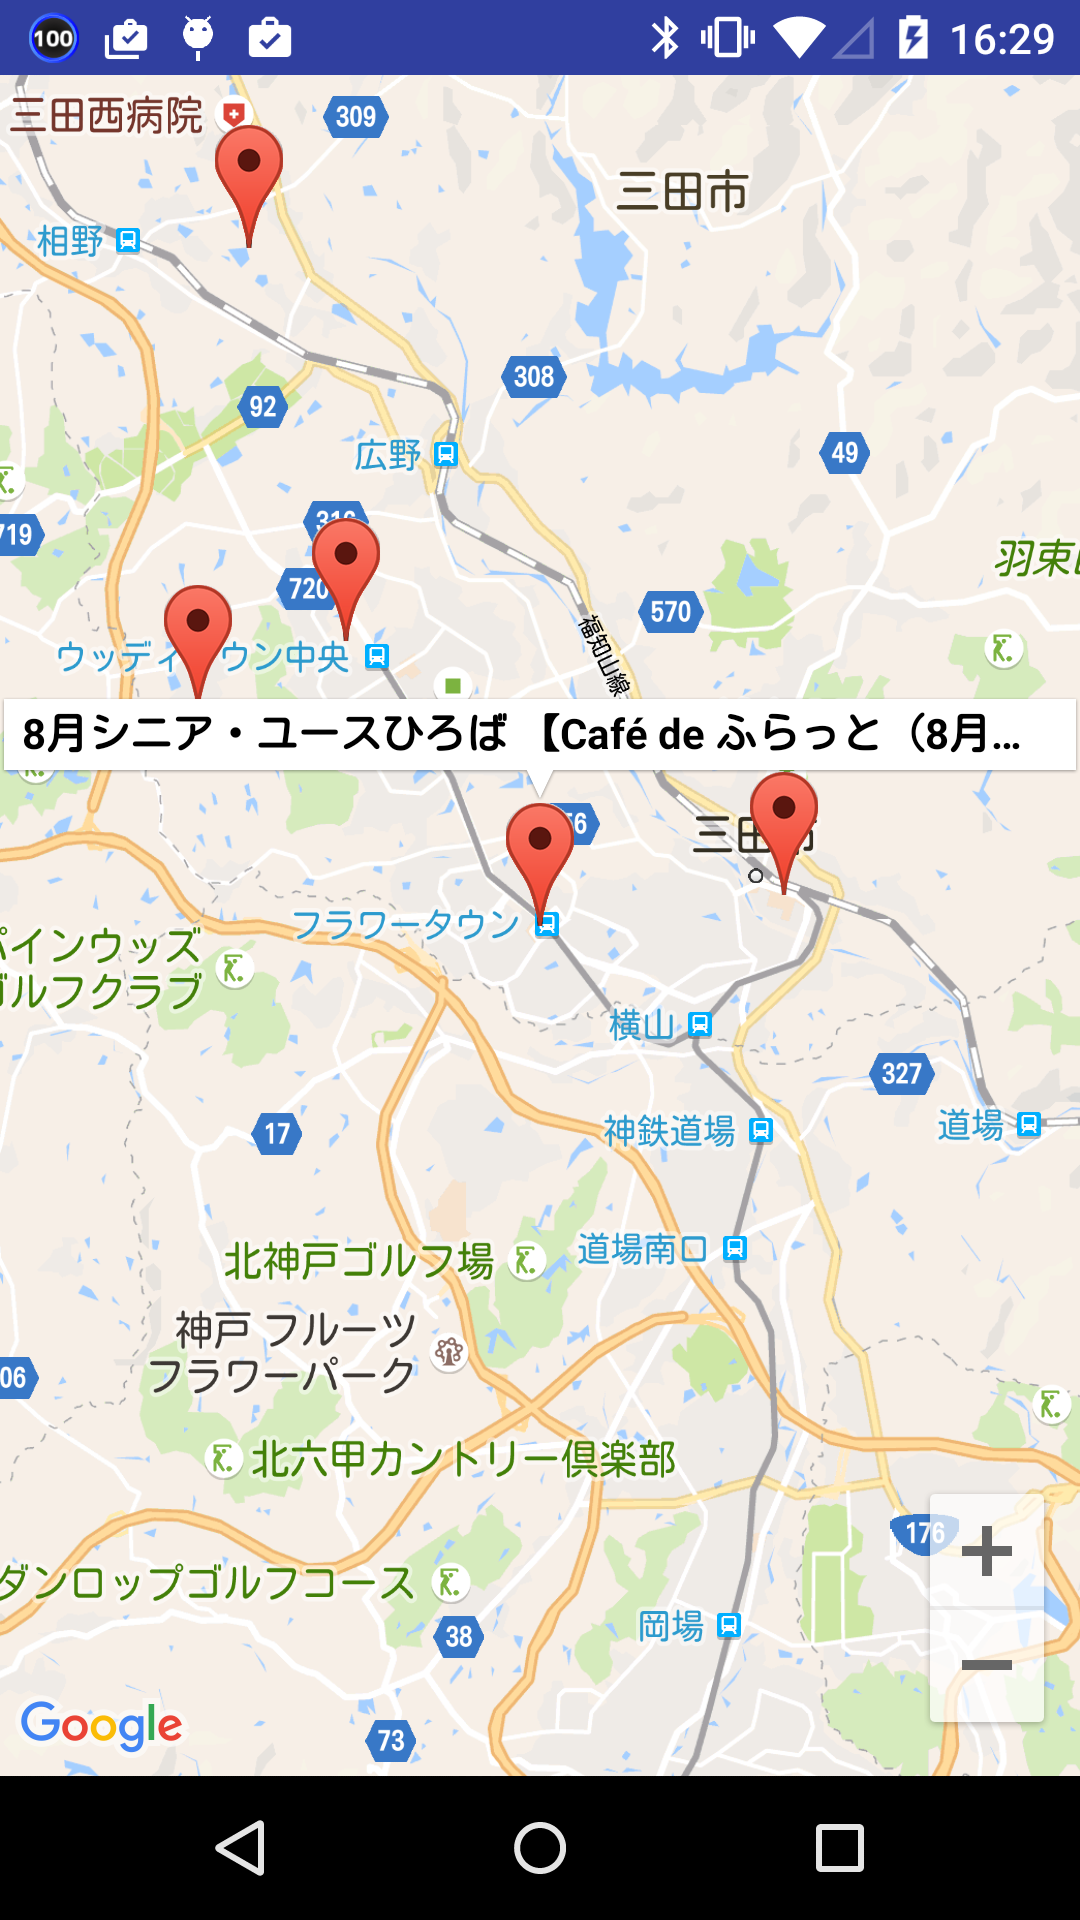 100
16:29
三田西病院
309
三田市
相野
308
92
広野
49
719
316
720
羽束
570
福知山線
ウッディ
ウン中央
8月シニア・ユースひろば 【Café de ふらっと（8月...
56
三田市
フラワータウン
パインウッズ
ゴルフクラブ
横山
327
17
神鉄道場
道場
北神戸ゴルフ場
道場南口
神戸 フルーツ
フラワーパーク
06
北六甲カントリー倶楽部
176
+
ダンロップゴルフコース
38
岡場
−
Google
73